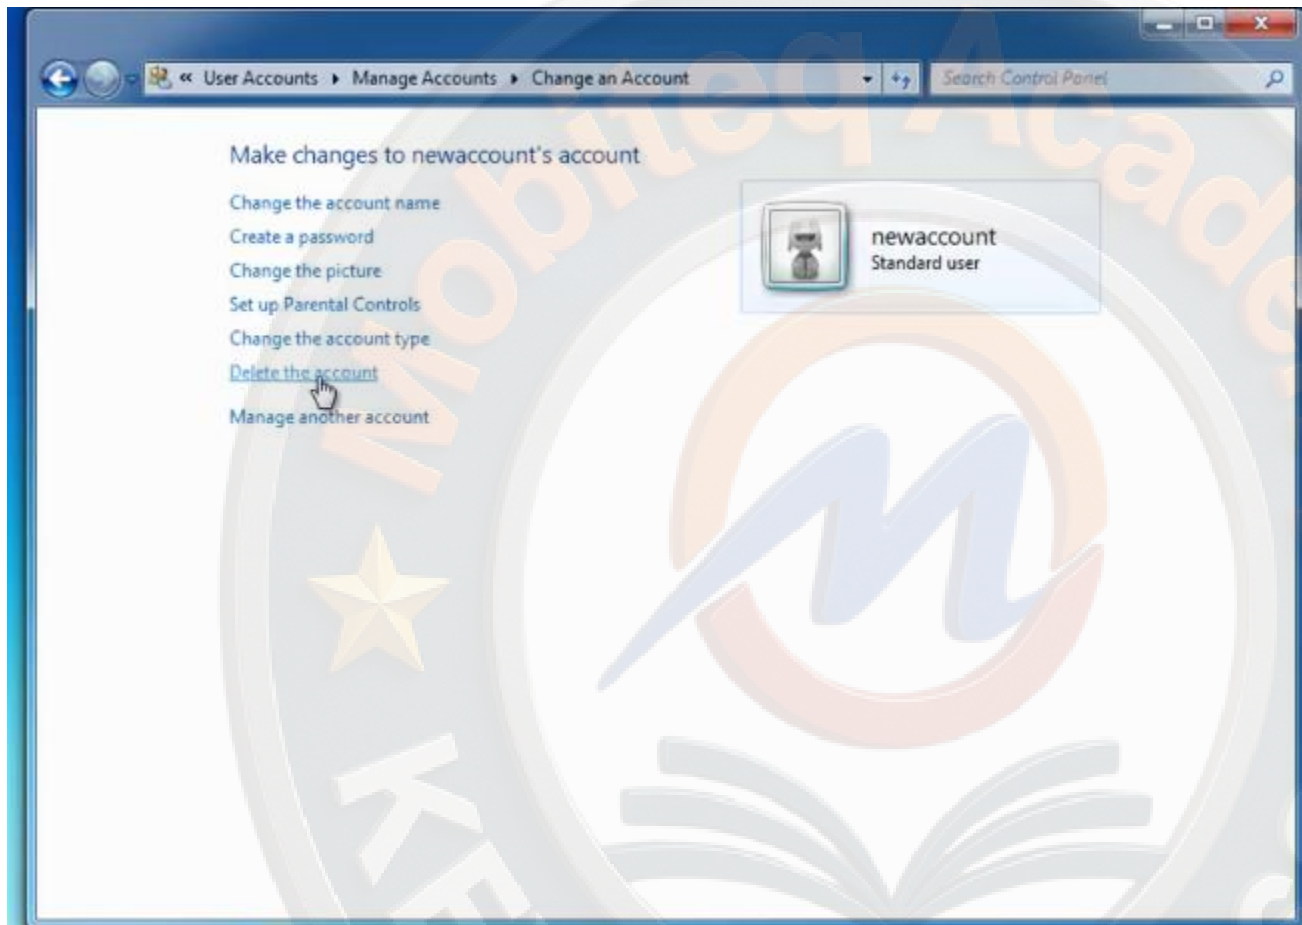 « User Accounts ▸ Manage Accounts ▸ Change an Account
Search Control Panel
Make changes to newaccount's account
Change the account name
Create a password
Change the picture
Set up Parental Controls
Change the account type
Delete the account
Manage another account
newaccount
Standard user
Mobiteq Academy